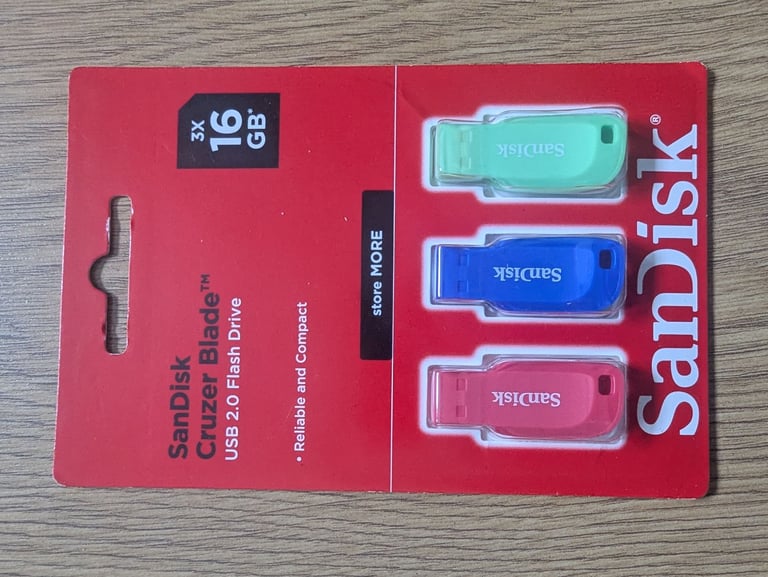 3X
16
GB*
SanDisk
Cruzer Blade™
USB 2.0 Flash Drive
• Reliable and Compact
store MORE
SanDisk
SanDisk
SanDisk
SanDisk®